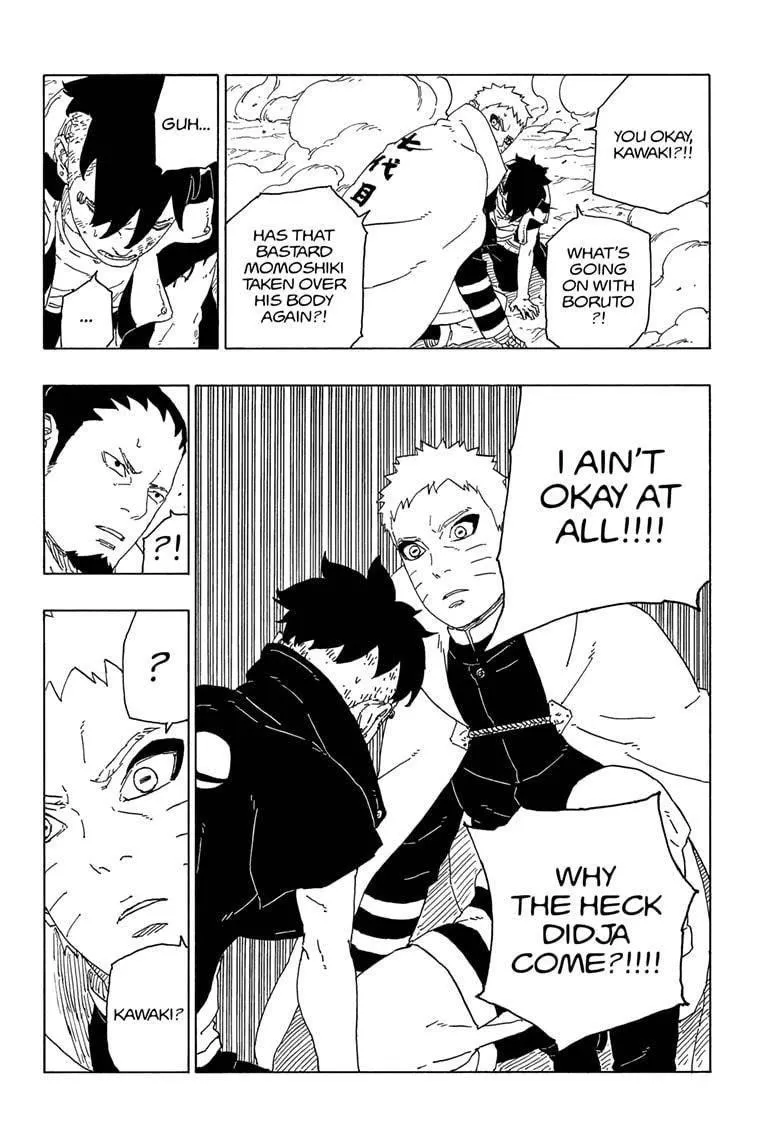 YOU OKAY,
KAWAKI?!!
WHAT'S
GOING
ON WITH
BORUTO
?!
七代目
HAS THAT
BASTARD
MOMOSHIKI
TAKEN OVER
HIS BODY
AGAIN?!
GUH...
...
I AIN'T
OKAY AT
ALL!!!!
WHY
THE HECK
DIDJA
COME?!!!!
?!
?
KAWAKI?